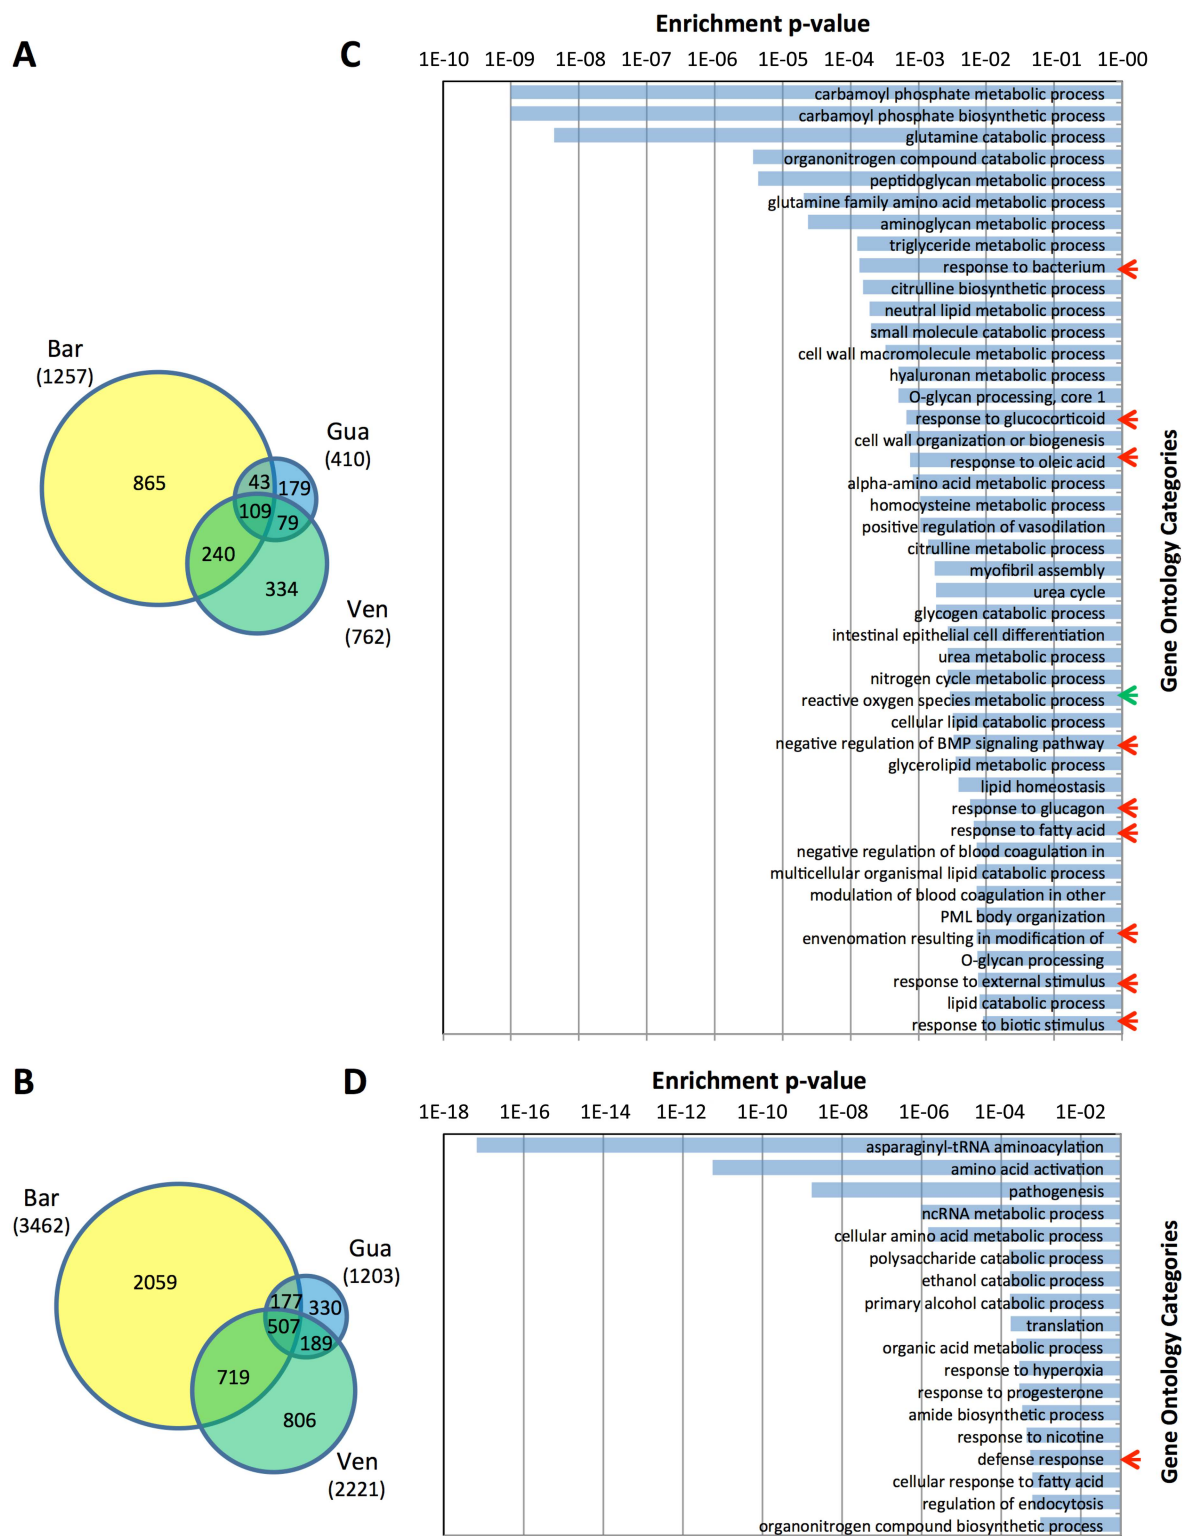 A
Bar
(1257)
Gua
(410)
865
43
179
109
79
240
334
Ven
(762)
C
Enrichment p-value
1E-10 1E-09 1E-08 1E-07 1E-06 1E-05 1E-04 1E-03 1E-02 1E-01 1E-00
carbamoyl phosphate metabolic process
carbamoyl phosphate biosynthetic process
glutamine catabolic process
organonitrogen compound catabolic process
peptidoglycan metabolic process
glutamine family amino acid metabolic process
aminoglycan metabolic process
triglyceride metabolic process
response to bacterium
citrulline biosynthetic process
neutral lipid metabolic process
small molecule catabolic process
cell wall macromolecule metabolic process
hyaluronan metabolic process
O-glycan processing, core 1
response to glucocorticoid
cell wall organization or biogenesis
response to oleic acid
alpha-amino acid metabolic process
homocysteine metabolic process
positive regulation of vasodilation
citrulline metabolic process
myofibril assembly
urea cycle
glycogen catabolic process
intestinal epithelial cell differentiation
urea metabolic process
nitrogen cycle metabolic process
reactive oxygen species metabolic process
cellular lipid catabolic process
negative regulation of BMP signaling pathway
glycerolipid metabolic process
lipid homeostasis
response to glucagon
response to fatty acid
negative regulation of blood coagulation in
multicellular organismal lipid catabolic process
modulation of blood coagulation in other
PML body organization
envenomation resulting in modification of
O-glycan processing
response to external stimulus
lipid catabolic process
response to biotic stimulus
Gene Ontology Categories
B
Bar
(3462)
Gua
(1203)
2059
177
330
507
189
719
806
Ven
(2221)
D
Enrichment p-value
1E-18 1E-16 1E-14 1E-12 1E-10 1E-08 1E-06 1E-04 1E-02
asparaginyl-tRNA aminoacylation
amino acid activation
pathogenesis
ncRNA metabolic process
cellular amino acid metabolic process
polysaccharide catabolic process
ethanol catabolic process
primary alcohol catabolic process
translation
organic acid metabolic process
response to hyperoxia
response to progesterone
amide biosynthetic process
response to nicotine
defense response
cellular response to fatty acid
regulation of endocytosis
organonitrogen compound biosynthetic process
Gene Ontology Categories